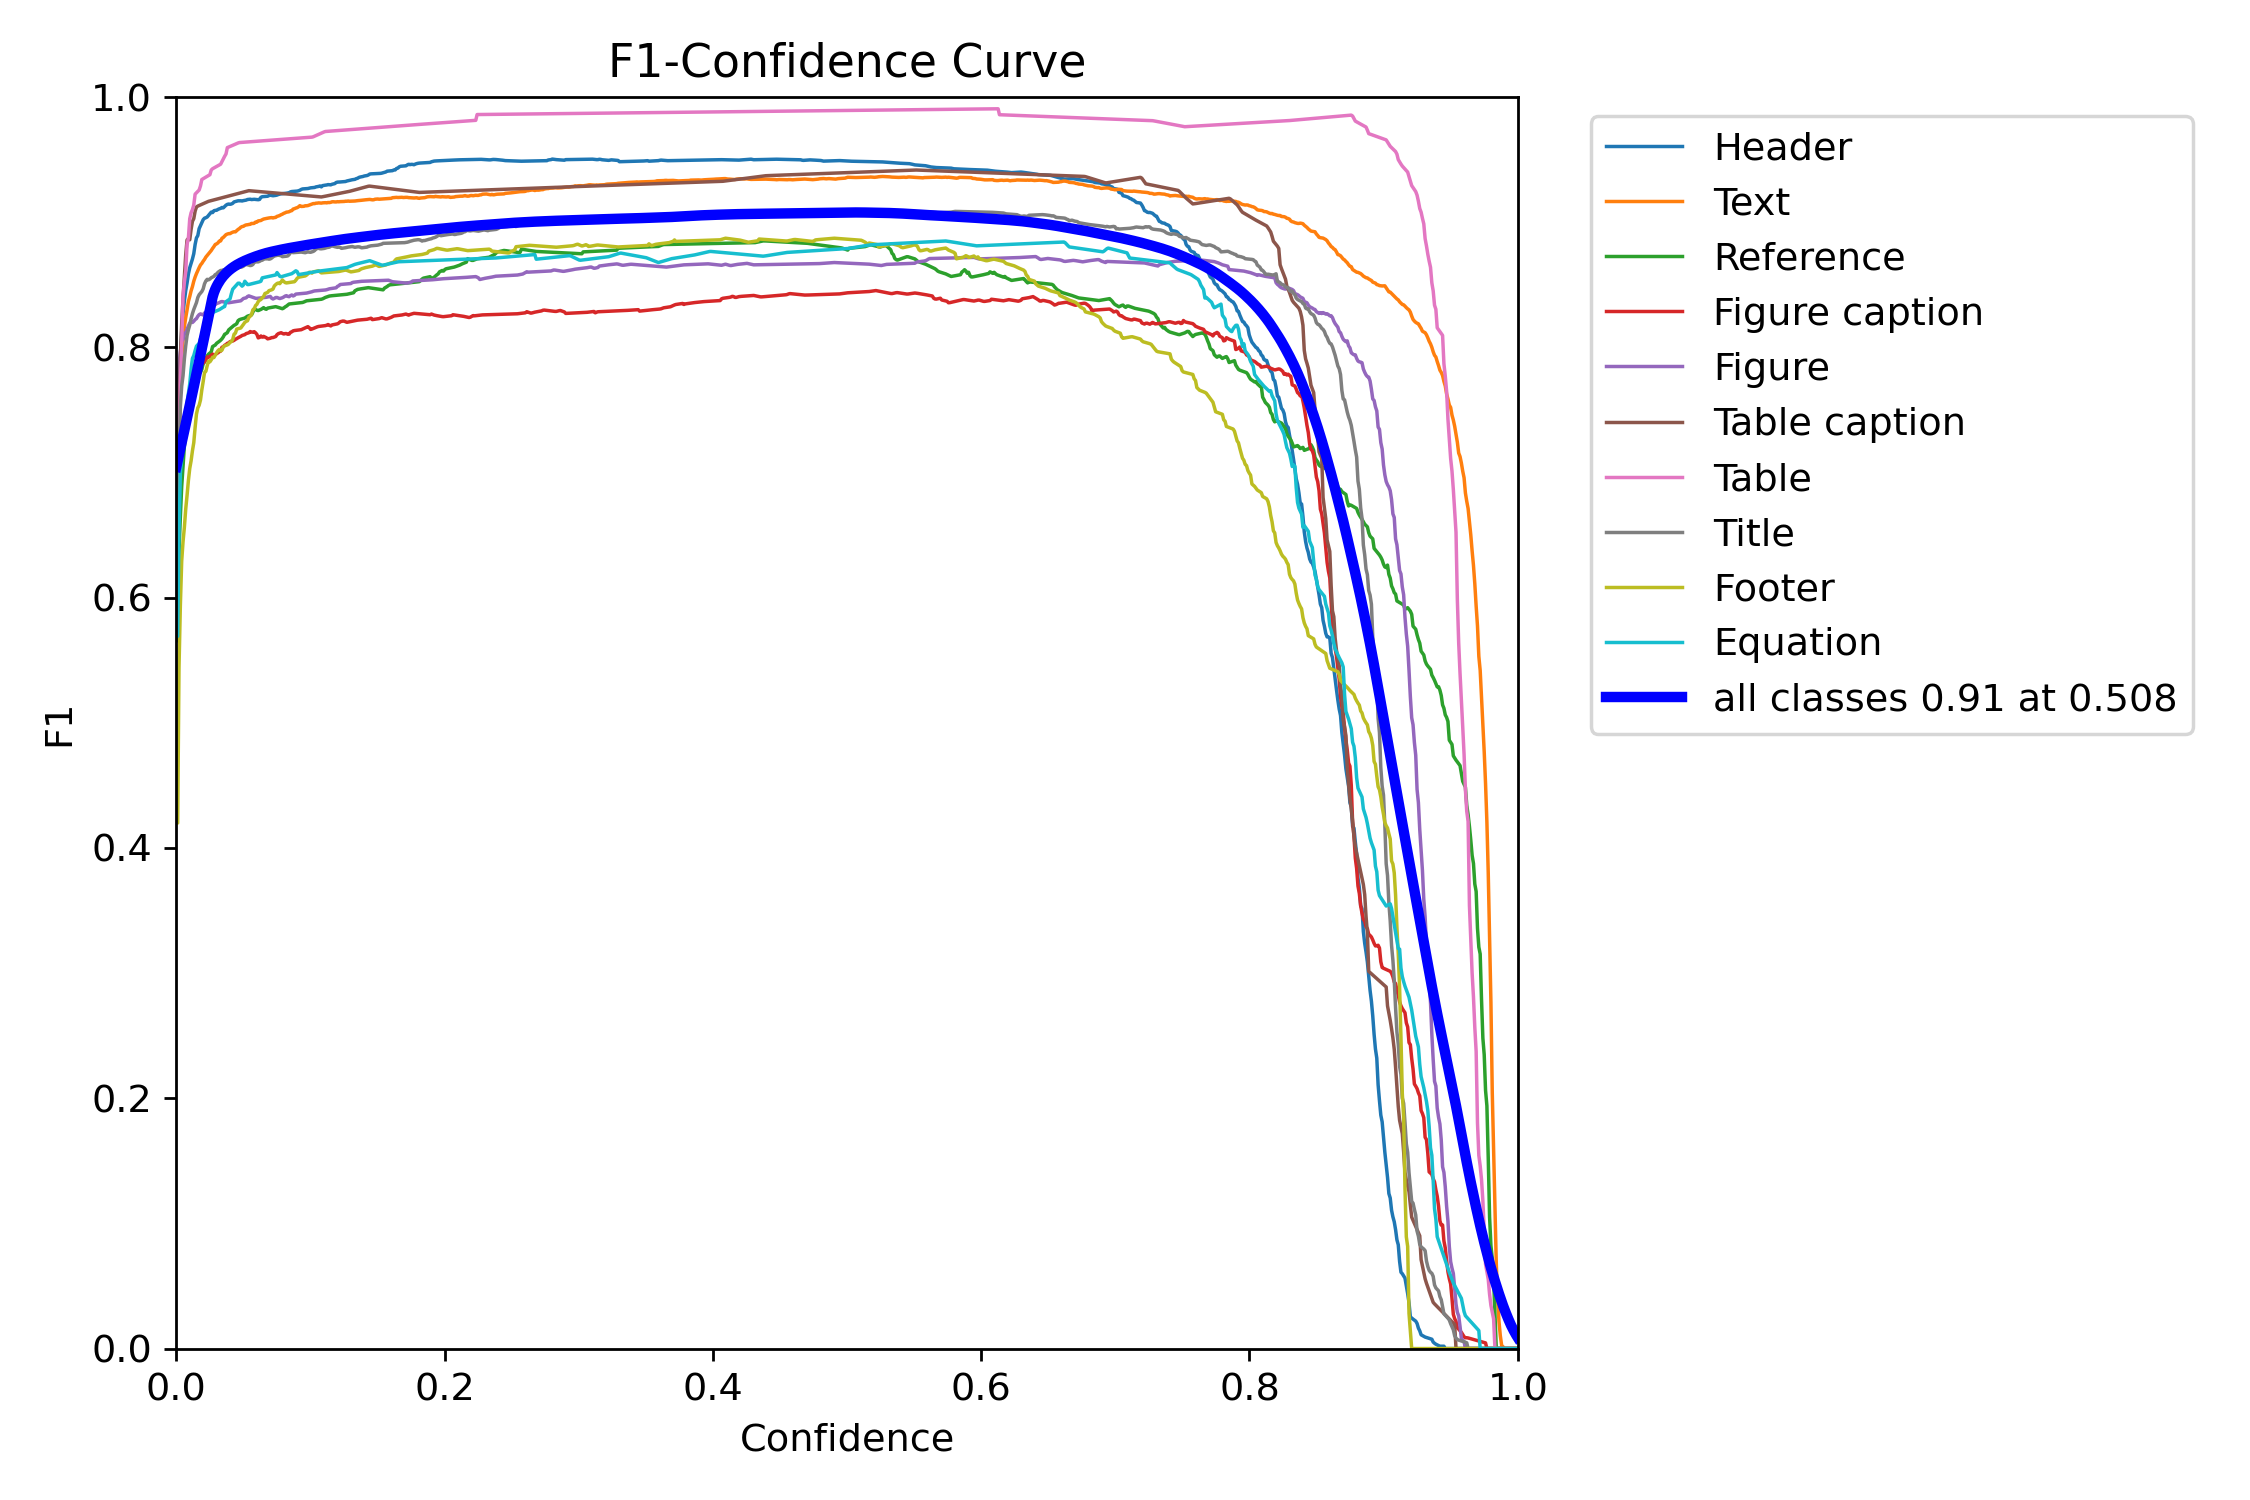 F1-Confidence Curve
1.0
0.8
0.6
0.4
0.2
0.0
F1
0.0 0.2 0.4 0.6 0.8 1.0
Confidence
Header
Text
Reference
Figure caption
Figure
Table caption
Table
Title
Footer
Equation
all classes 0.91 at 0.508